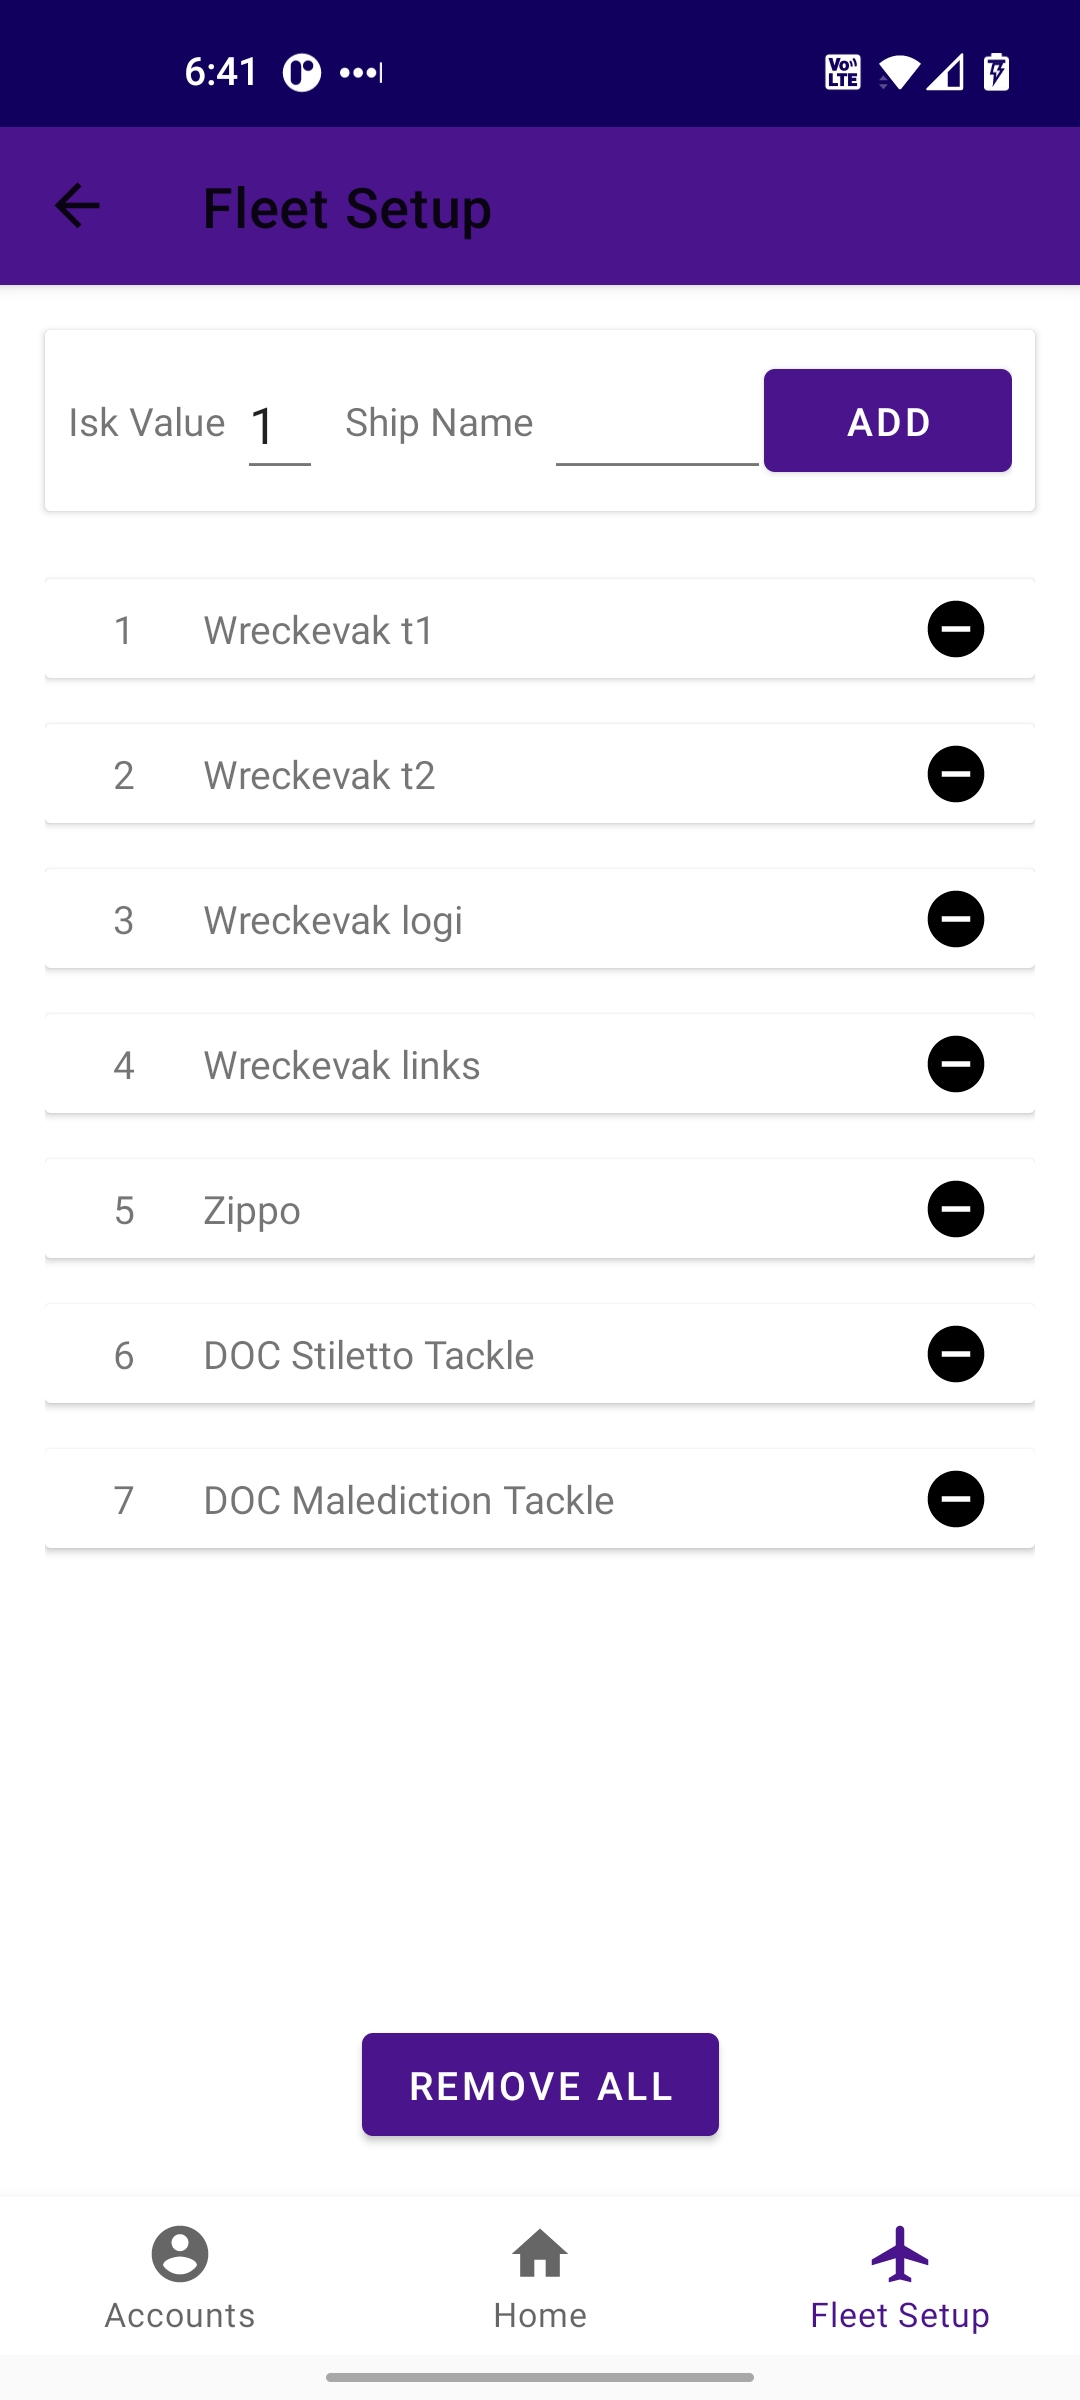 6:41
Vo LTE
Fleet Setup
Isk Value 1 Ship Name ADD
1 Wreckevak t1
2 Wreckevak t2
3 Wreckevak logi
4 Wreckevak links
5 Zippo
6 DOC Stiletto Tackle
7 DOC Malediction Tackle
REMOVE ALL
Accounts Home Fleet Setup